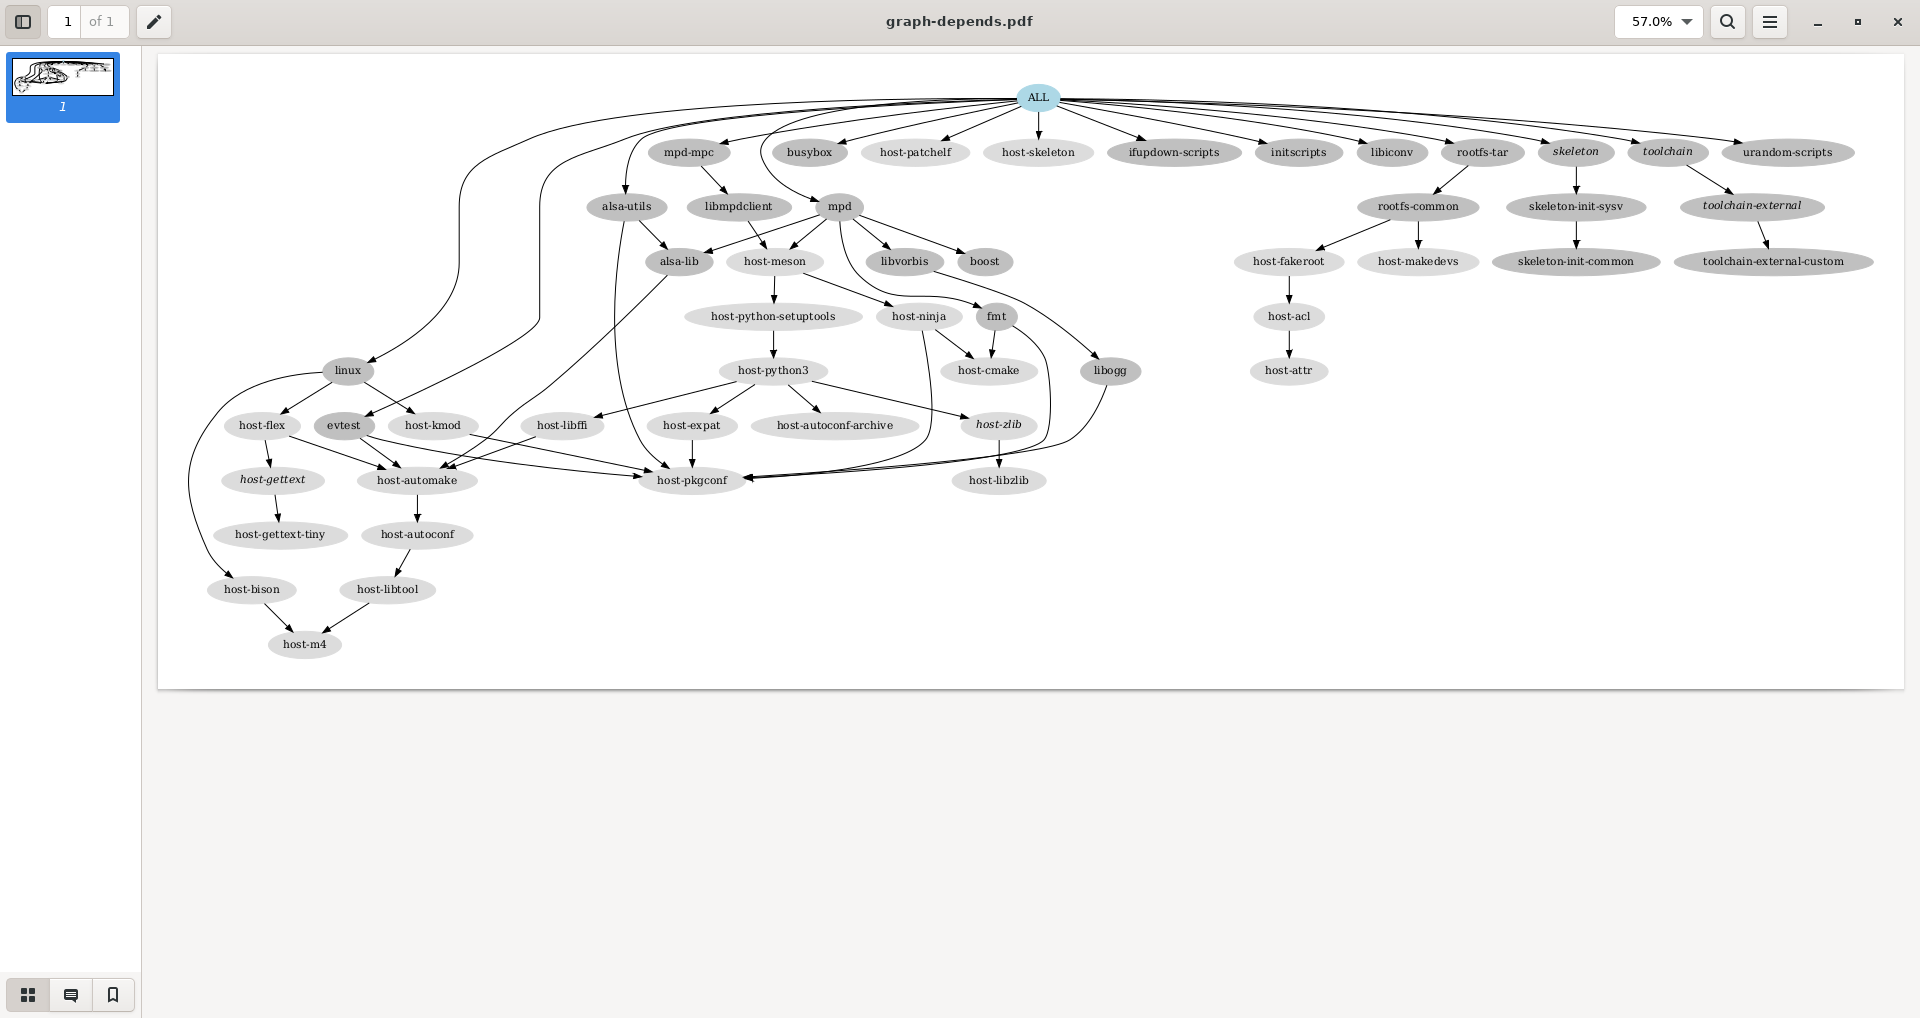 1 of 1
graph-depends.pdf
57.0%
1
ALL
mpd-mpc busybox host-patchelf host-skeleton ifupdown-scripts initscripts libiconv rootfs-tar skeleton toolchain urandom-scripts
alsa-utils libmpdclient mpd rootfs-common skeleton-init-sysv toolchain-external
alsa-lib host-meson libvorbis boost host-fakeroot host-makedevs skeleton-init-common toolchain-external-custom
host-python-setuptools host-ninja fmt host-acl
linux host-python3 host-cmake libogg host-attr
host-flex evtest host-kmod host-libffi host-expat host-autoconf-archive host-zlib
host-gettext host-automake host-pkgconf host-libzlib
host-gettext-tiny host-autoconf
host-bison host-libtool
host-m4